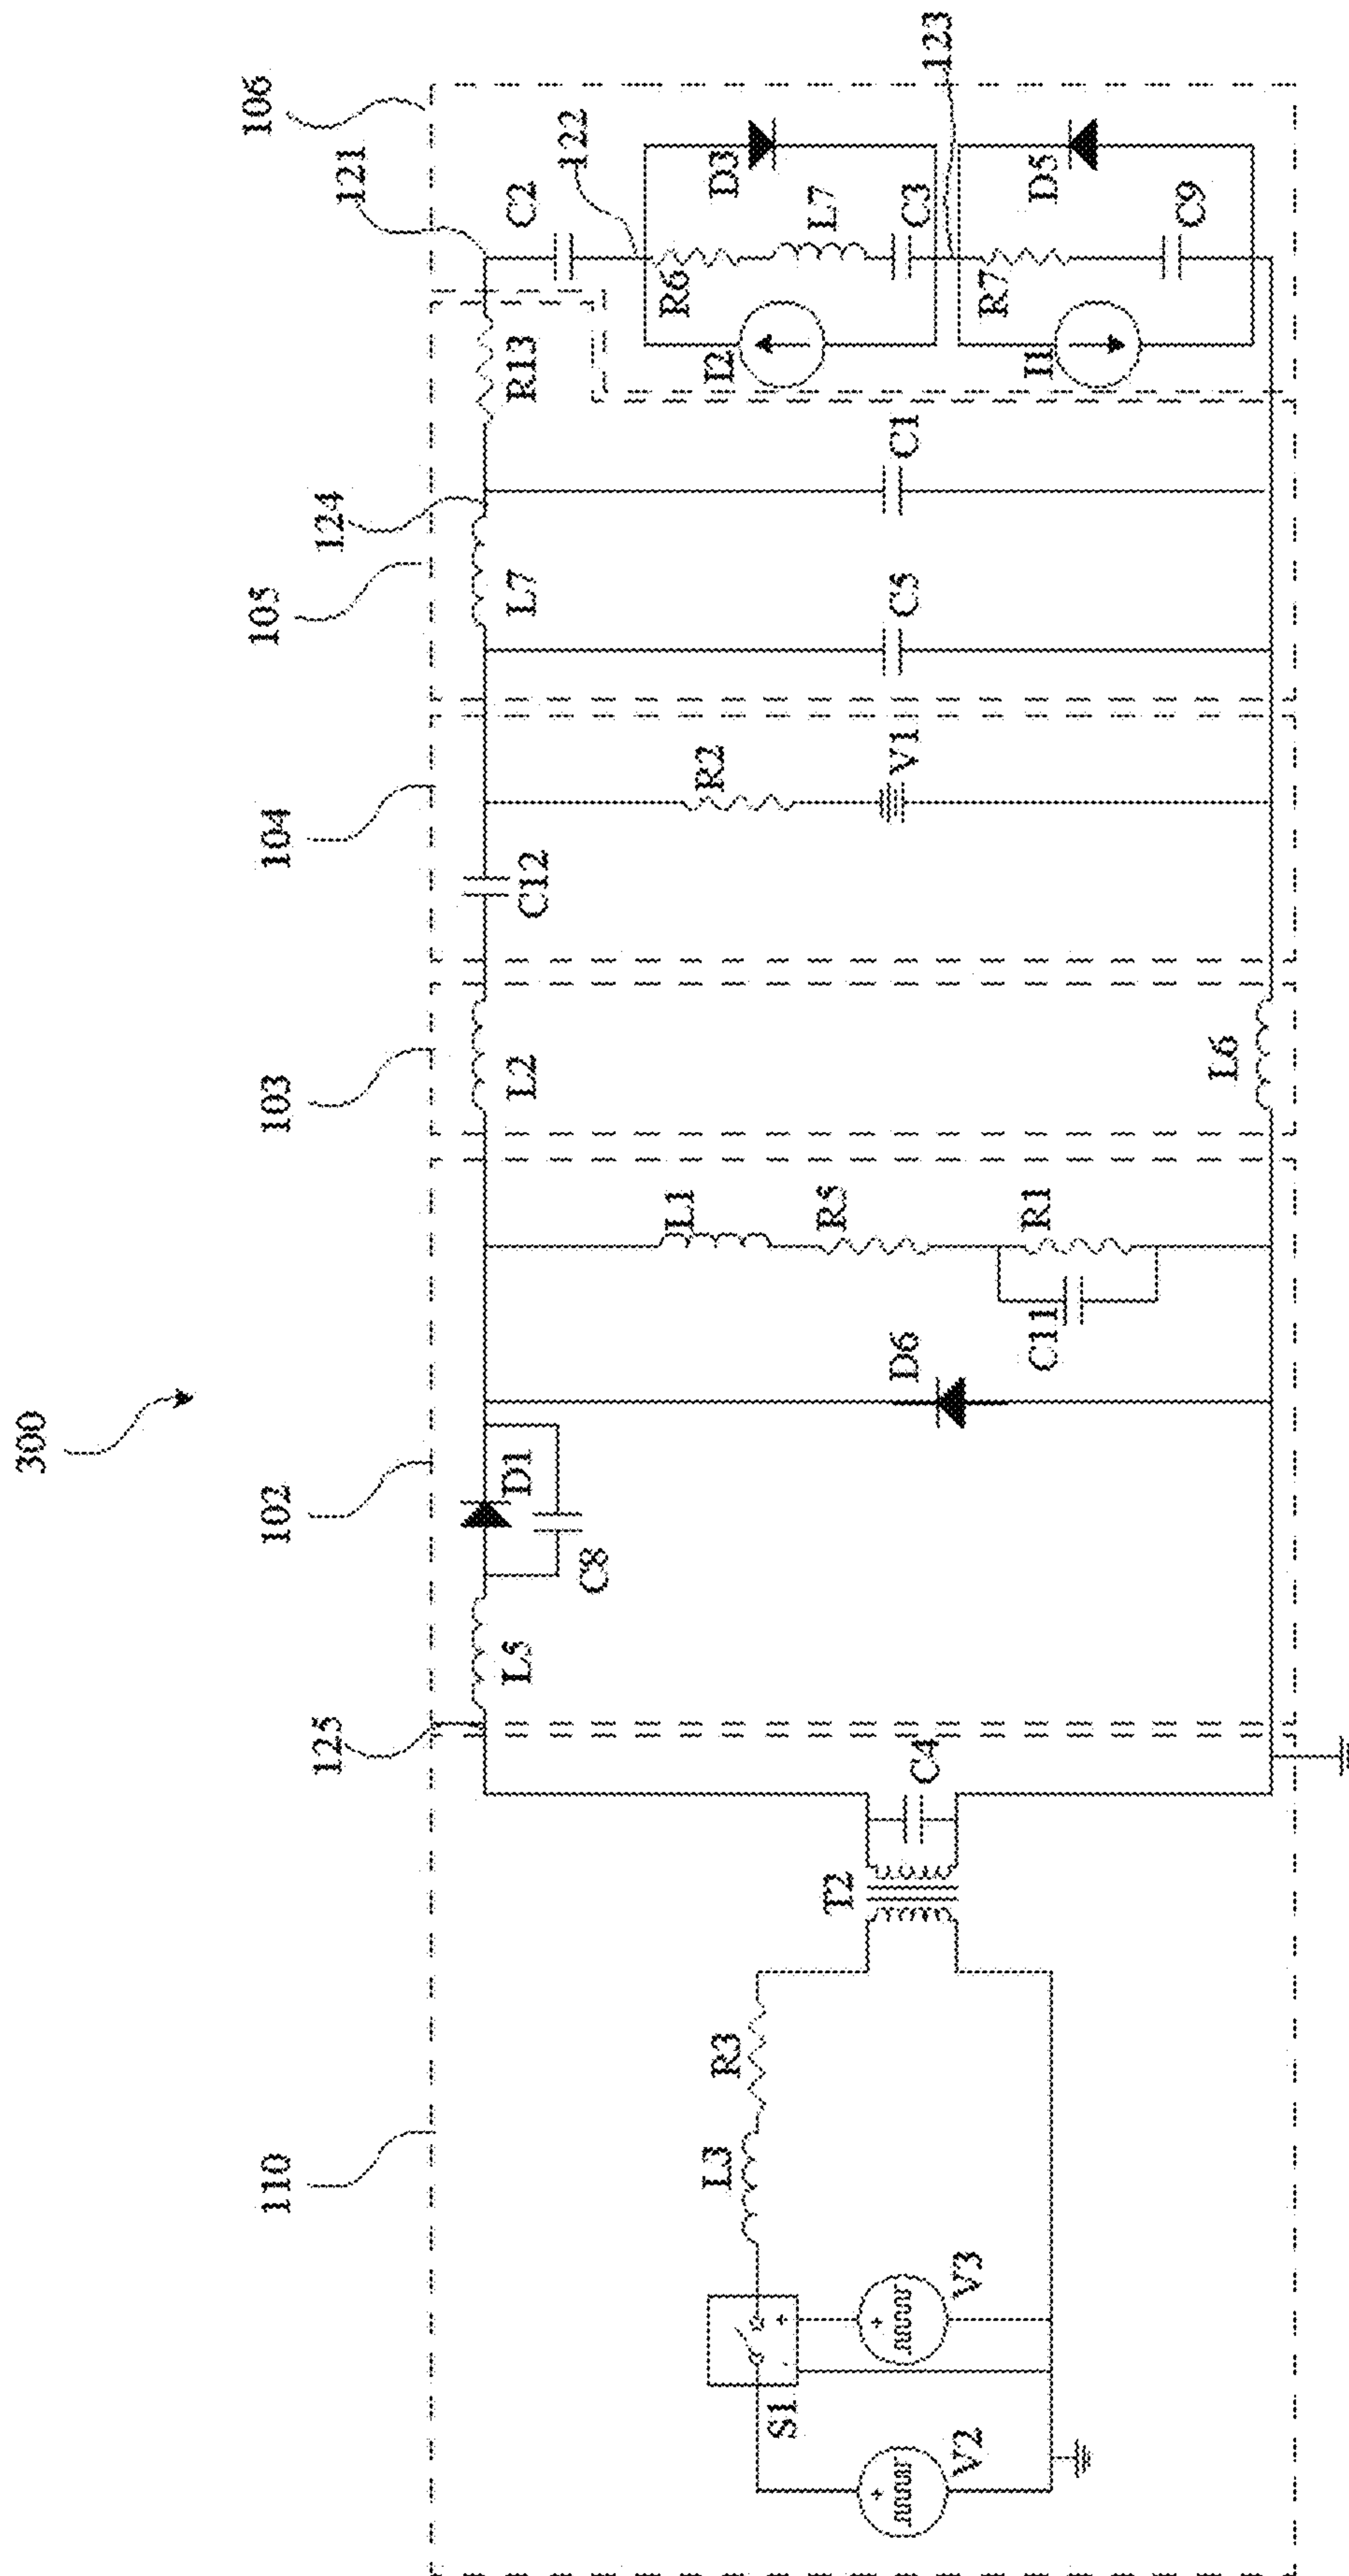 300
110
125
102
103
104
105
124
121
106
V2
S1
V3
L3
R3
T2
C4
L5
C8
D1
D6
C11
L1
R5
R1
L2
L6
C12
R2
V1
C5
L7
C1
R13
C2
122
I2
R6
L7
C3
D3
123
I1
R7
C9
D5